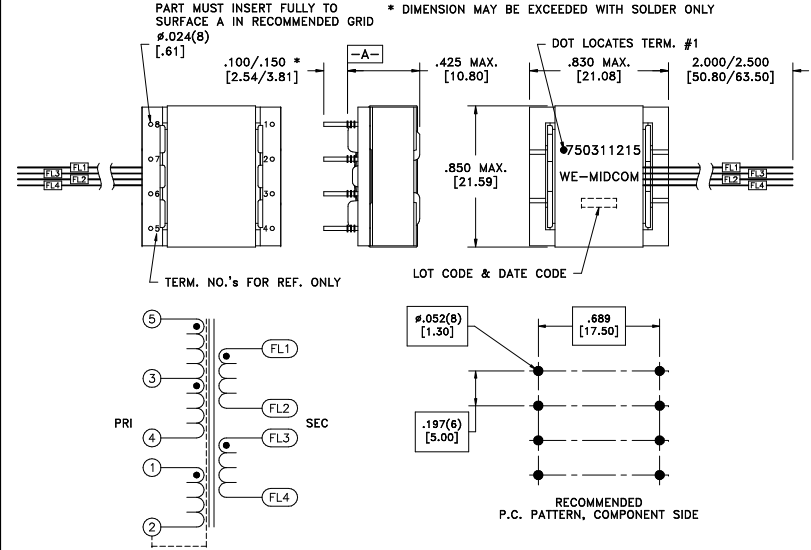 PART MUST INSERT FULLY TO
SURFACE A IN RECOMMENDED GRID
* DIMENSION MAY BE EXCEEDED WITH SOLDER ONLY
ø.024(8)
[.61]
.100/.150 *
[2.54/3.81]
-A-
.425 MAX.
[10.80]
DOT LOCATES TERM. #1
.830 MAX.
[21.08]
2.000/2.500
[50.80/63.50]
8
1
7
2
6
3
5
4
FL1
FL3
FL2
FL4
.850 MAX.
[21.59]
750311215
WE-MIDCOM
FL1
FL3
FL2
FL4
TERM. NO.'s FOR REF. ONLY
LOT CODE & DATE CODE
5
3
4
1
2
PRI
FL1
FL2
FL3
FL4
SEC
ø.052(8)
[1.30]
.689
[17.50]
.197(6)
[5.00]
RECOMMENDED
P.C. PATTERN, COMPONENT SIDE